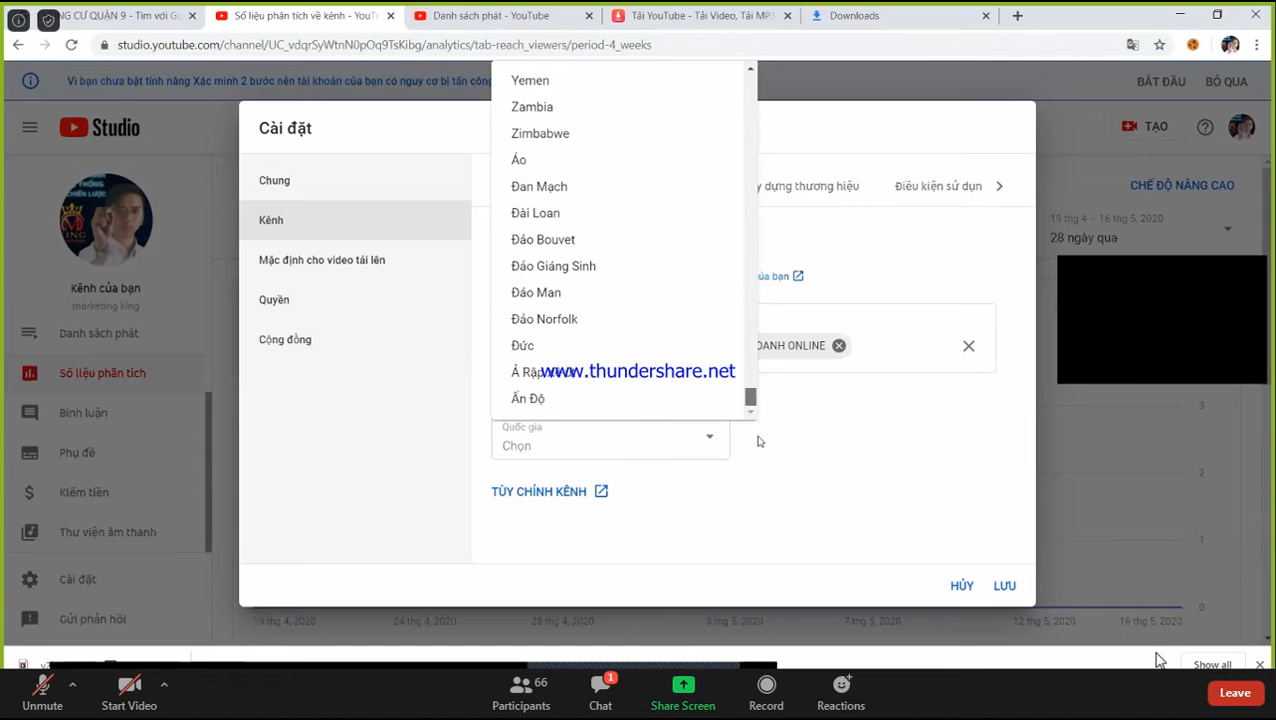 CƯ QUẬN 9 - Tìm với Go
Số liệu phân tích về kênh - YouTu
Danh sách phát - YouTube
Tải YouTube - Tải Video, Tải MP3
Downloads
studio.youtube.com/channel/UC_vdqrSyWtnN0pOq9TsKibg/analytics/tab-reach_viewers/period-4_weeks
Vì bạn chưa bật tính năng Xác minh 2 bước nên tài khoản của bạn có nguy cơ bị tấn công
BẮT ĐẦU
BỎ QUA
Studio
TẠO
Cài đặt
Chung
Kênh
Mặc định cho video tải lên
Quyền
Cộng đồng
Yemen
Zambia
Zimbabwe
Áo
Đan Mạch
Đài Loan
Đảo Bouvet
Đảo Giáng Sinh
Đảo Man
Đảo Norfolk
Đức
www.thundershare.net
Ấn Độ
Quốc gia
Chọn
TÙY CHỈNH KÊNH
y dựng thương hiệu
Điều kiện sử dụn
của bạn
OANH ONLINE
HỦY
LƯU
CHẾ ĐỘ NÂNG CAO
19 thg 4 – 16 thg 5, 2020
28 ngày qua
THỐNG
CHIẾN LƯỢC
Kênh của bạn
marketing king
Danh sách phát
Số liệu phân tích
Bình luận
Phụ đề
Kiếm tiền
Thư viện âm thanh
Cài đặt
Gửi phản hồi
3
2
1
0
19 thg 4, 2020
24 thg 4, 2020
28 thg 4, 2020
3 thg 5, 2020
7 thg 5, 2020
12 thg 5, 2020
16 thg 5, 2020
Show all
Unmute
Start Video
66
Participants
1
Chat
Share Screen
Record
Reactions
Leave